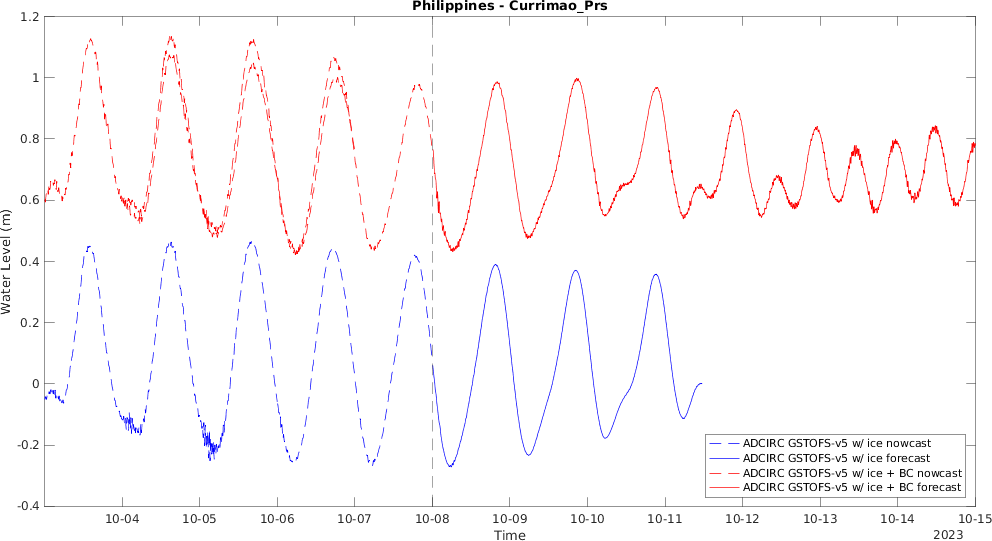 Philippines - Currimao_Prs
1.2
1
0.8
0.6
0.4
0.2
0
-0.2
-0.4
Water Level (m)
10-04 10-05 10-06 10-07 10-08 10-09 10-10 10-11 10-12 10-13 10-14 10-15
Time
2023
ADCIRC GSTOFS-v5 w/ ice nowcast
ADCIRC GSTOFS-v5 w/ ice forecast
ADCIRC GSTOFS-v5 w/ ice + BC nowcast
ADCIRC GSTOFS-v5 w/ ice + BC forecast